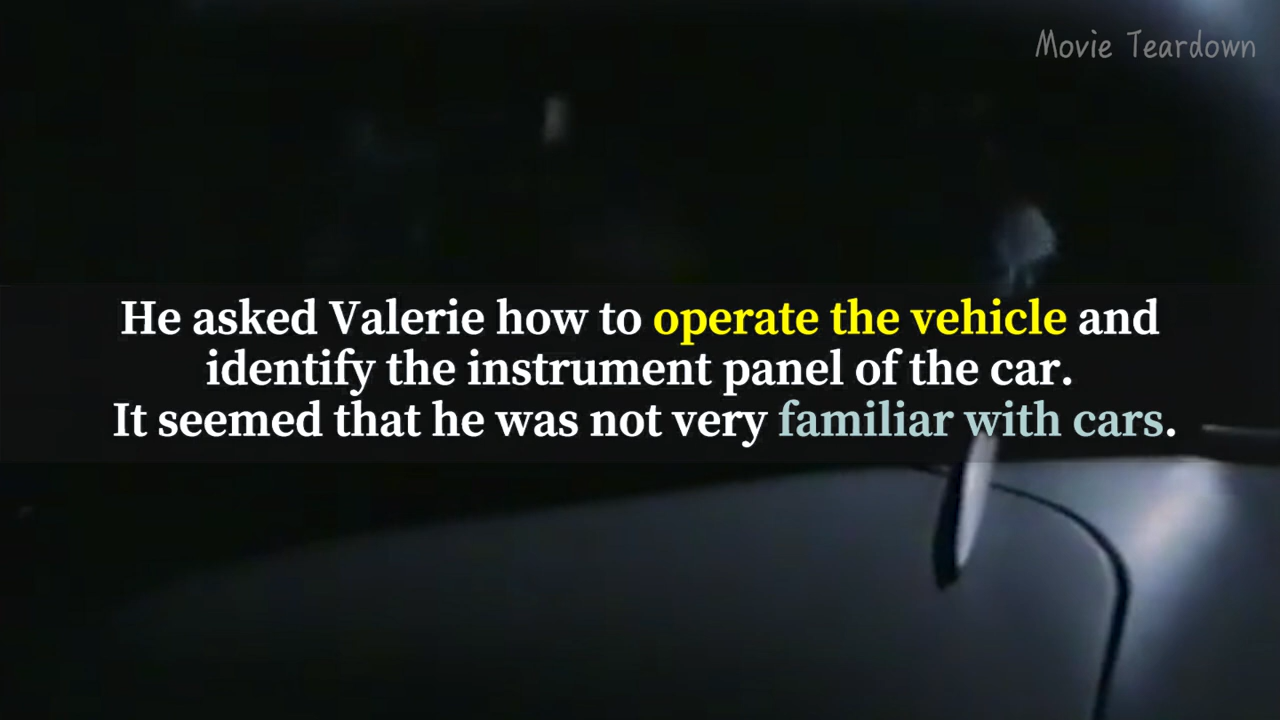 Movie Teardown
He asked Valerie how to operate the vehicle and
identify the instrument panel of the car.
It seemed that he was not very familiar with cars.